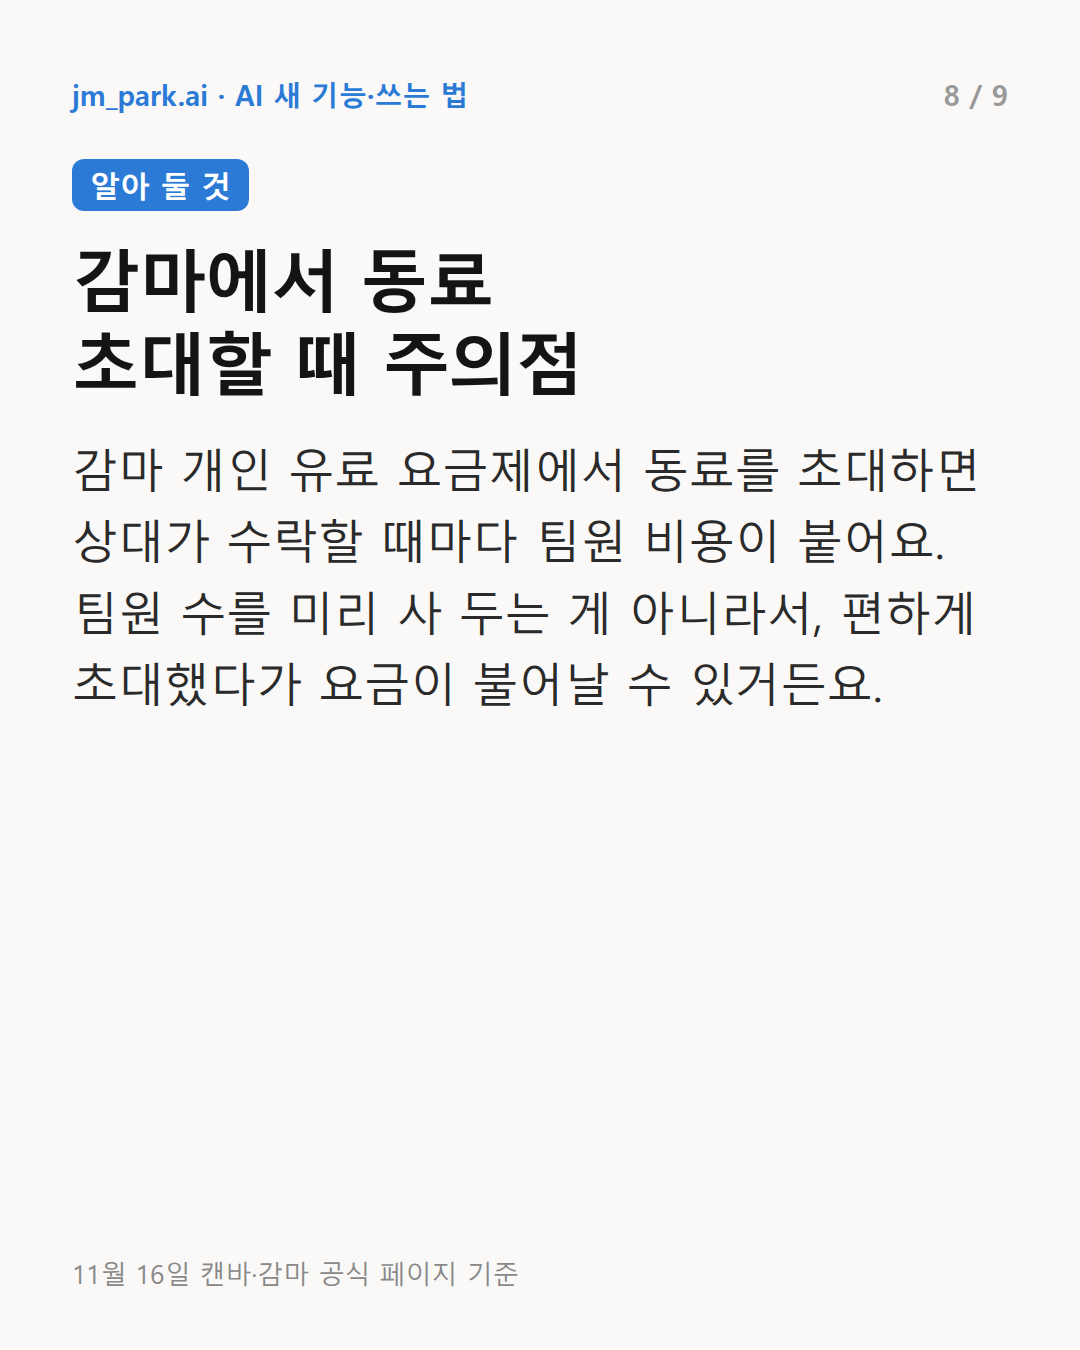 jm_park.ai · AI 새 기능·쓰는 법
8 / 9
알아 둘 것
감마에서 동료
초대할 때 주의점
감마 개인 유료 요금제에서 동료를 초대하면
상대가 수락할 때마다 팀원 비용이 붙어요.
팀원 수를 미리 사 두는 게 아니라서, 편하게
초대했다가 요금이 불어날 수 있거든요.
11월 16일 캔바·감마 공식 페이지 기준